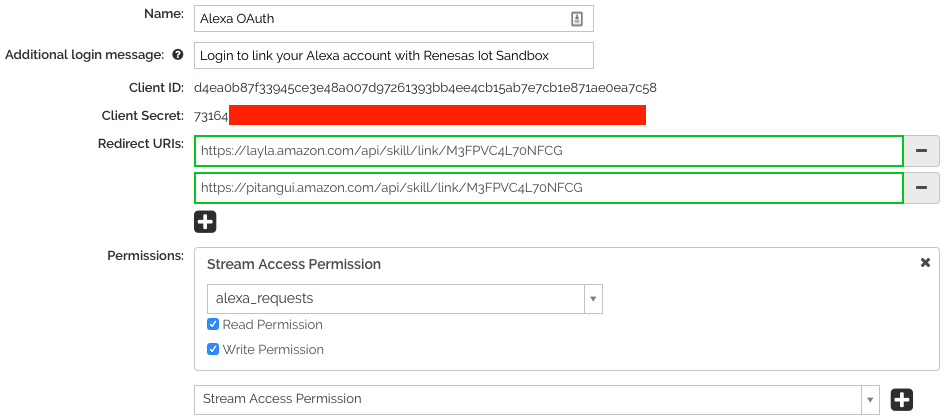 Name: Alexa OAuth
Additional login message: ? Login to link your Alexa account with Renesas Iot Sandbox
Client ID: d4ea0b87f33945ce3e48a007d97261393bb4ee4cb15ab7e7cb1e871ae0ea7c58
Client Secret: 73164
Redirect URIs: https://layla.amazon.com/api/skill/link/M3FPVC4L70NFCG
https://pitangui.amazon.com/api/skill/link/M3FPVC4L70NFCG
Permissions:
Stream Access Permission
alexa_requests
Read Permission
Write Permission
Stream Access Permission